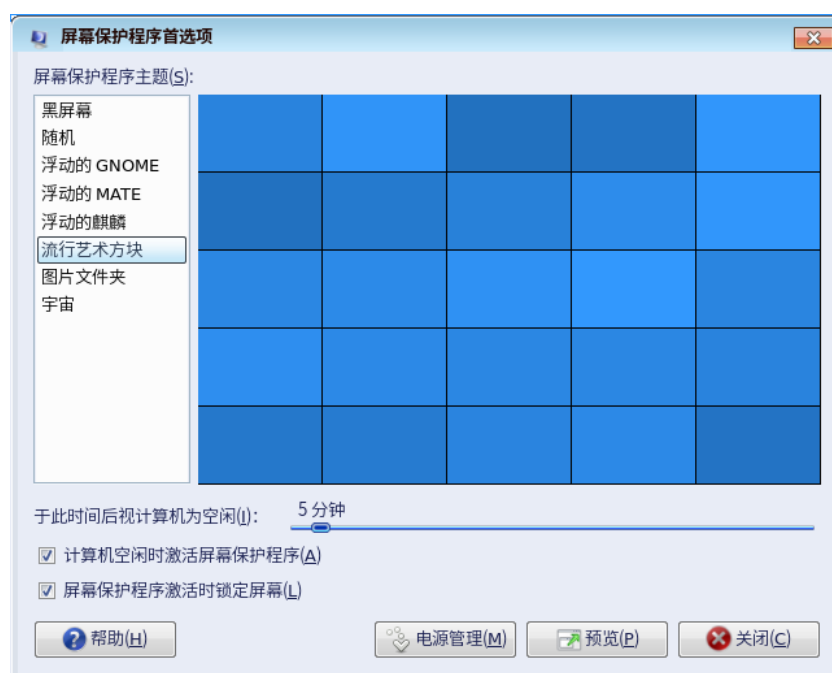 屏幕保护程序首选项
屏幕保护程序主题(S):
黑屏幕
随机
浮动的 GNOME
浮动的 MATE
浮动的麒麟
流行艺术方块
图片文件夹
宇宙
于此时间后视计算机为空闲(I): 5 分钟
计算机空闲时激活屏幕保护程序(A)
屏幕保护程序激活时锁定屏幕(L)
帮助(H) 电源管理(M) 预览(P) 关闭(C)